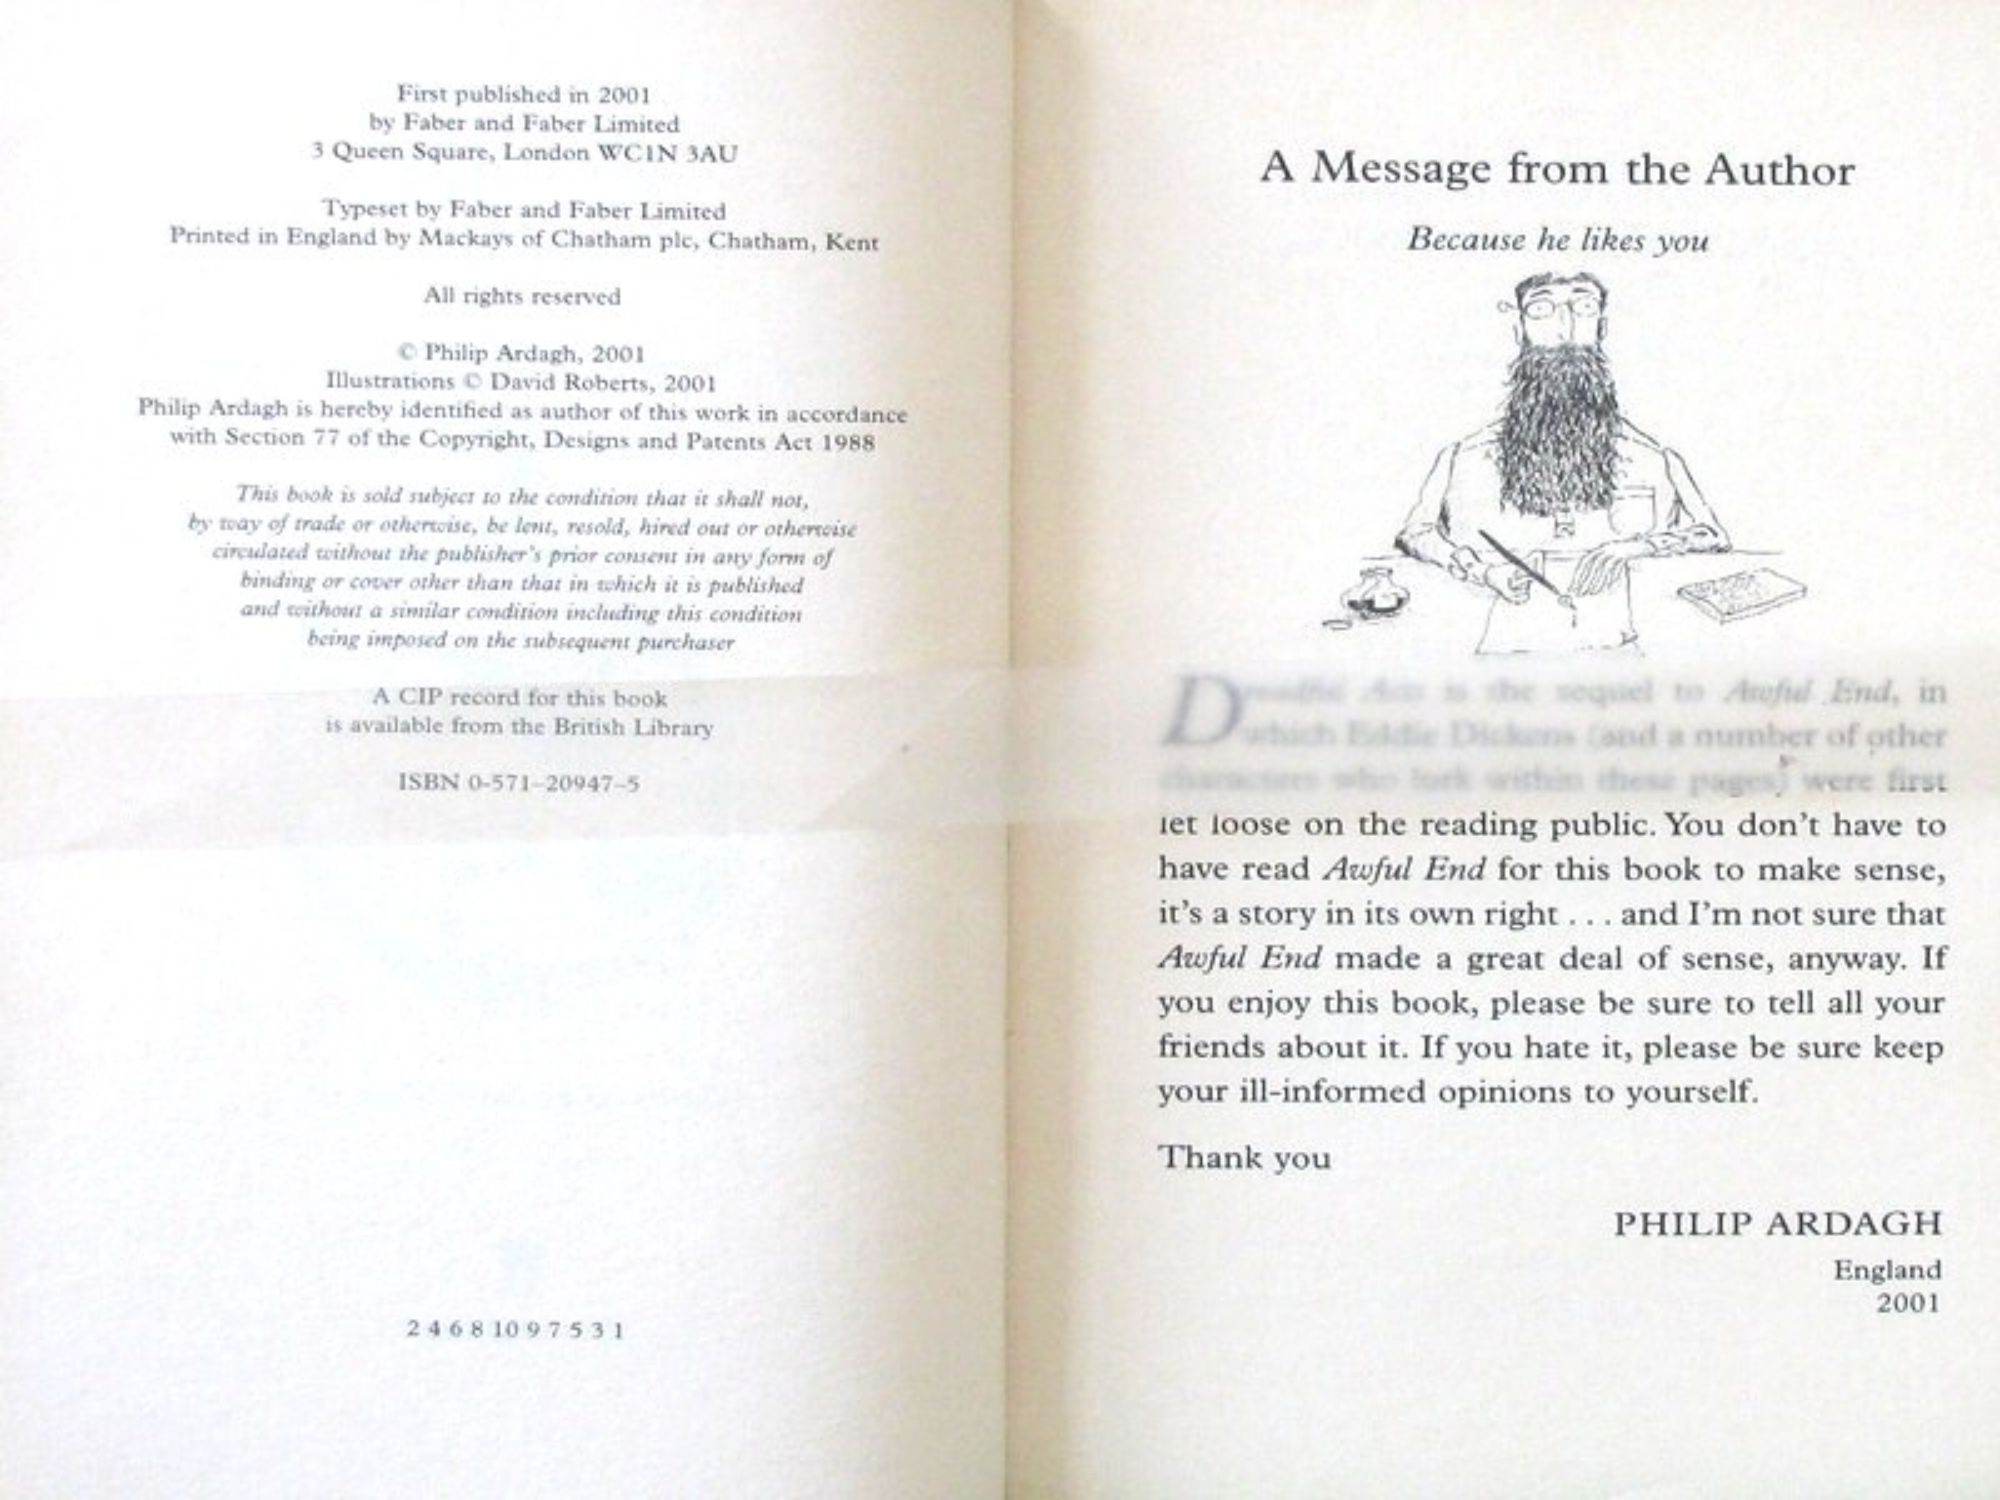 First published in 2001
by Faber and Faber Limited
3 Queen Square, London WC1N 3AU
Typeset by Faber and Faber Limited
Printed in England by Mackays of Chatham plc, Chatham, Kent
All rights reserved
© Philip Ardagh, 2001
Illustrations © David Roberts, 2001
Philip Ardagh is hereby identified as author of this work in accordance
with Section 77 of the Copyright, Designs and Patents Act 1988
This book is sold subject to the condition that it shall not,
by way of trade or otherwise, be lent, resold, hired out or otherwise
circulated without the publisher's prior consent in any form of
binding or cover other than that in which it is published
and without a similar condition including this condition
being imposed on the subsequent purchaser
A CIP record for this book
is available from the British Library
ISBN 0-571-20947-5
2 4 6 8 10 9 7 5 3 1
A Message from the Author
Because he likes you
Dreadful Acts is the sequel to Awful End, in
which Eddie Dickens (and a number of other
characters who lurk within these pages) were first
let loose on the reading public. You don't have to
have read Awful End for this book to make sense,
it's a story in its own right . . . and I'm not sure that
Awful End made a great deal of sense, anyway. If
you enjoy this book, please be sure to tell all your
friends about it. If you hate it, please be sure keep
your ill-informed opinions to yourself.
Thank you
PHILIP ARDAGH
England
2001